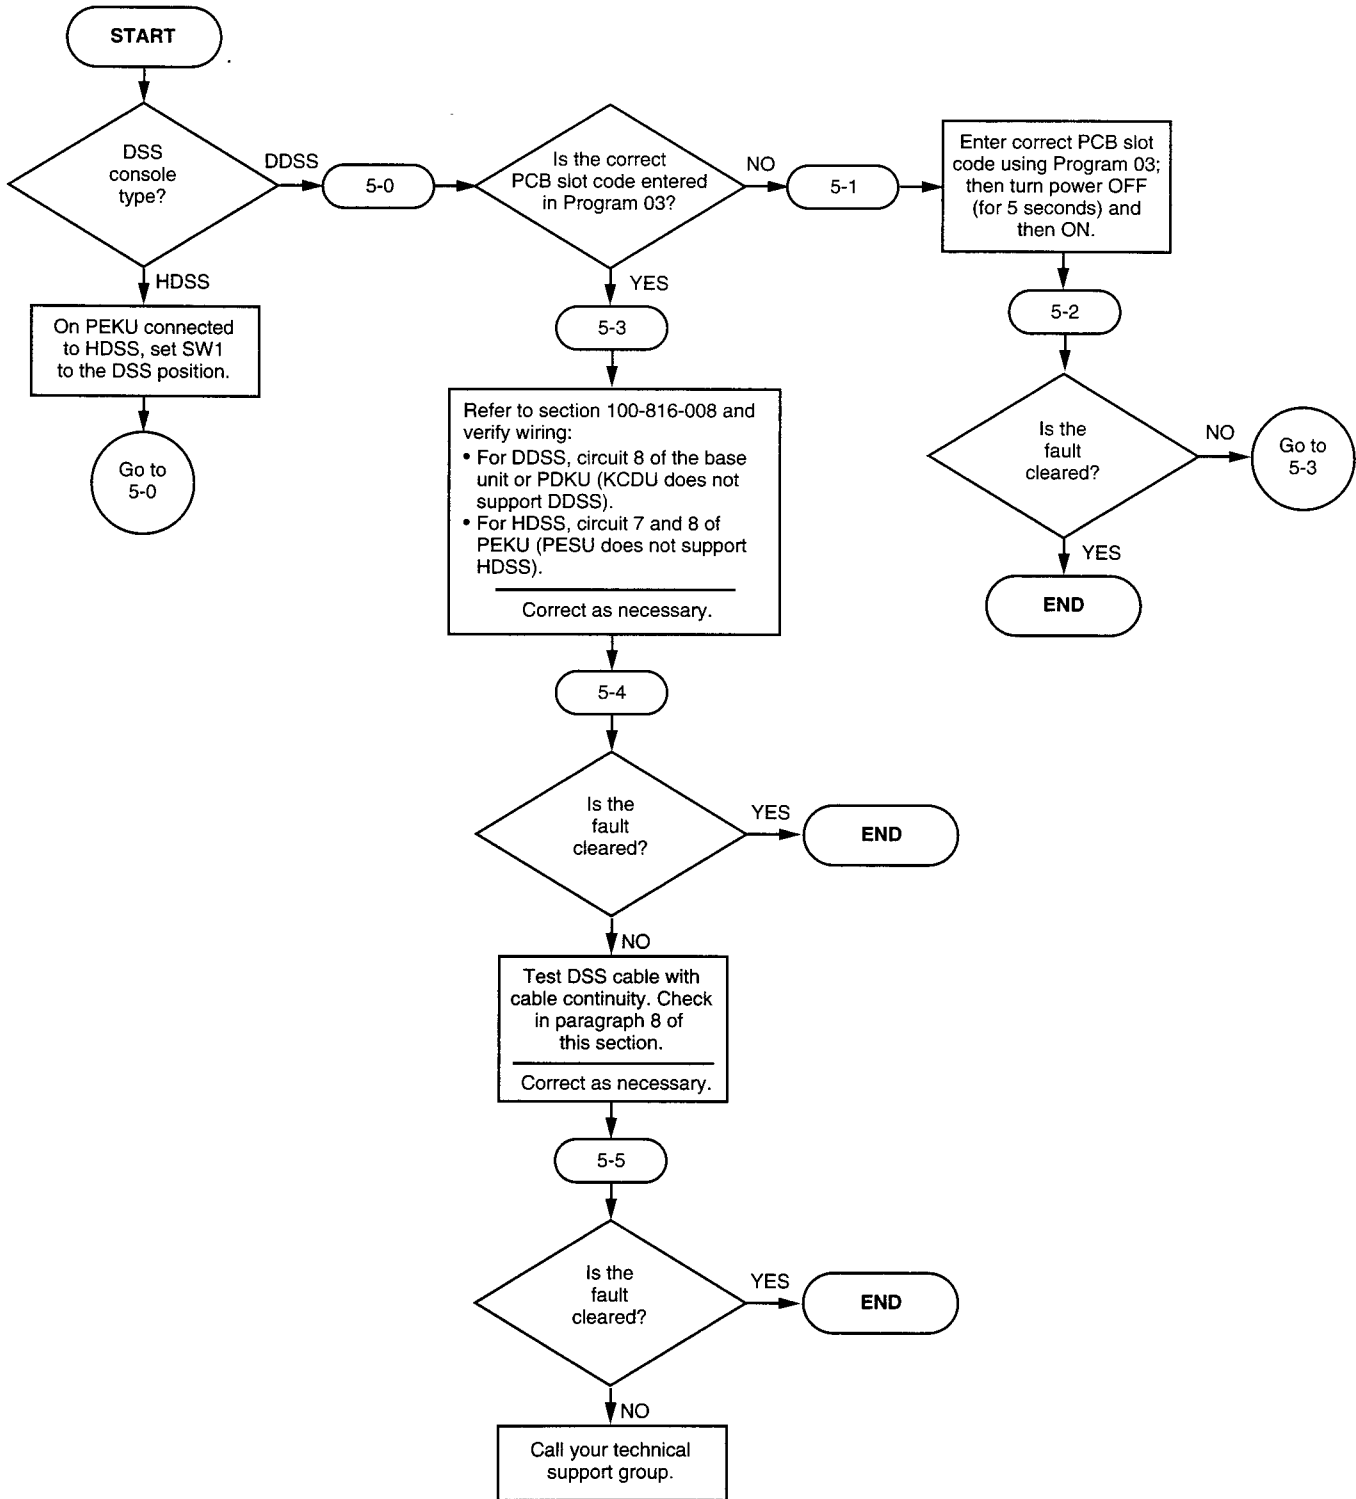 START
DSS
console
type?
DDSS
5-0
Is the correct
PCB slot code entered
in Program 03?
NO
5-1
Enter correct PCB slot
code using Program 03;
then turn power OFF
(for 5 seconds) and
then ON.
HDSS
On PEKU connected
to HDSS, set SW1
to the DSS position.
Go to
5-0
YES
5-3
5-2
Refer to section 100-816-008 and
verify wiring:
• For DDSS, circuit 8 of the base
unit or PDKU (KCDU does not
support DDSS).
• For HDSS, circuit 7 and 8 of
PEKU (PESU does not support
HDSS).
Correct as necessary.
Is the
fault
cleared?
NO
Go to
5-3
YES
END
5-4
Is the
fault
cleared?
YES
END
NO
Test DSS cable with
cable continuity. Check
in paragraph 8 of
this section.
Correct as necessary.
5-5
Is the
fault
cleared?
YES
END
NO
Call your technical
support group.